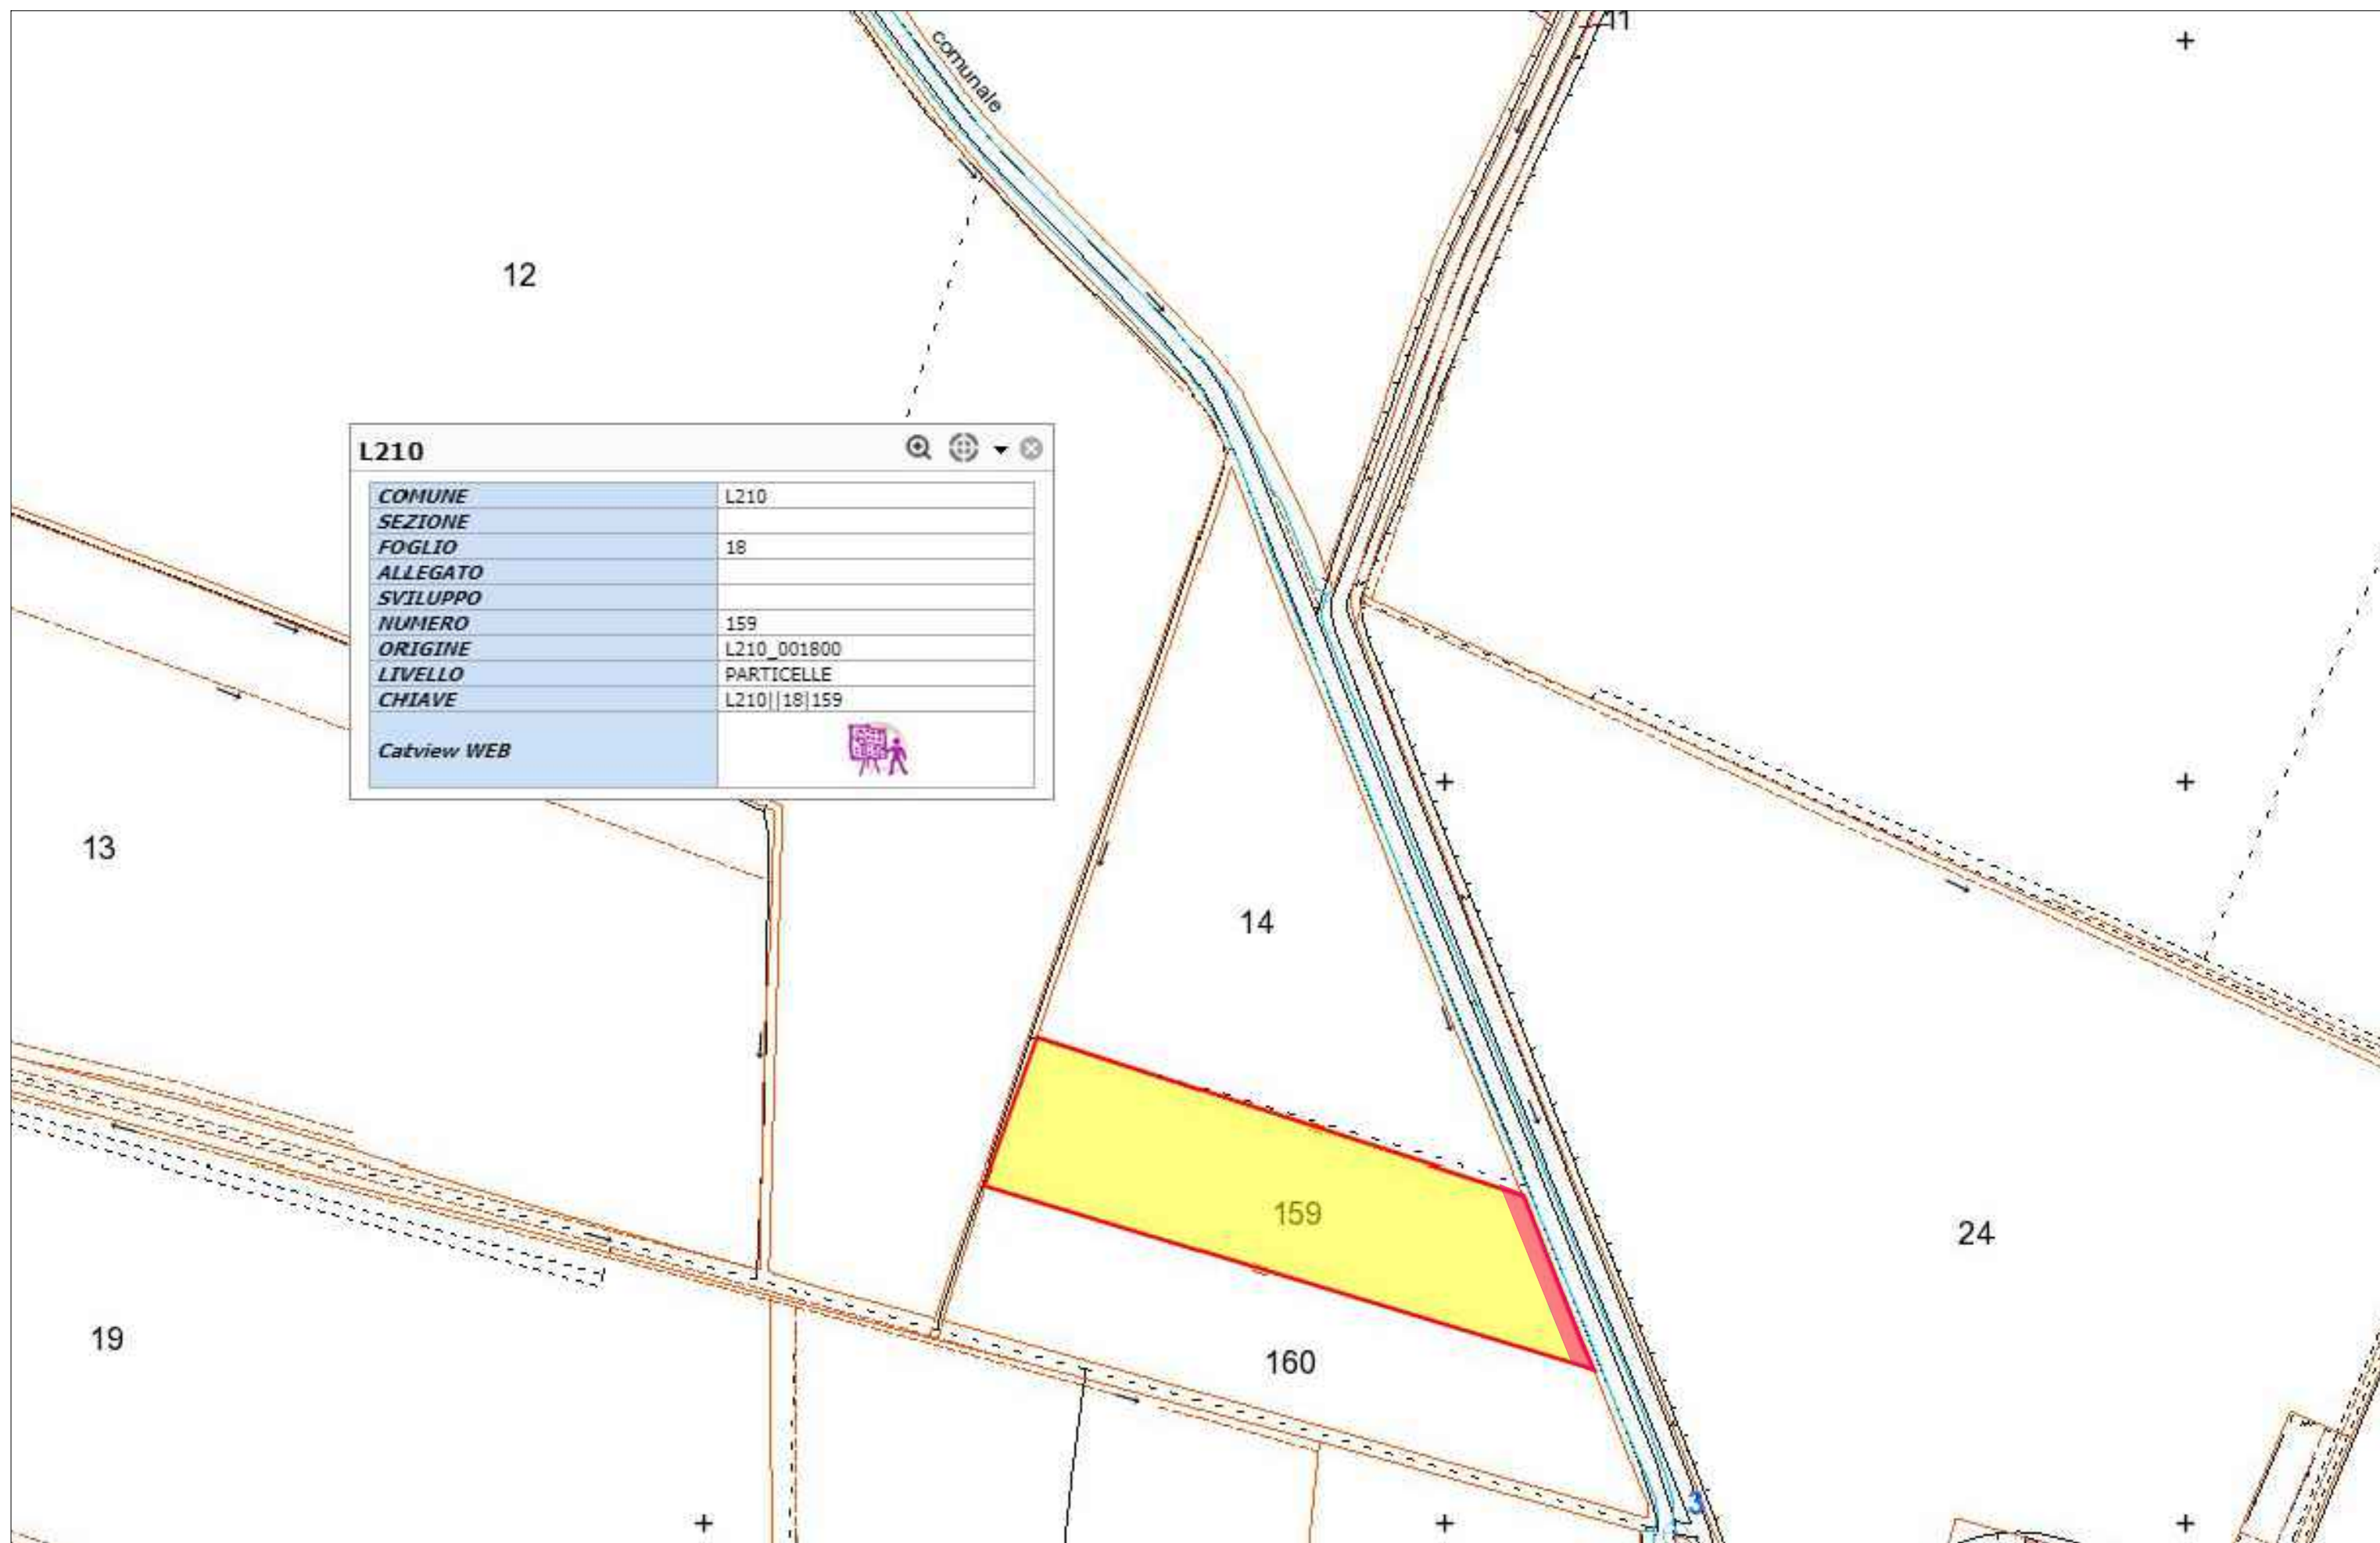 11
comunale
12
L210
COMUNE L210
SEZIONE
FOGLIO 18
ALLEGATO
SVILUPPO
NUMERO 159
ORIGINE L210_001800
LIVELLO PARTICELLE
CHIAVE L210||18|159
Catview WEB
13
14
159
24
19
160
3